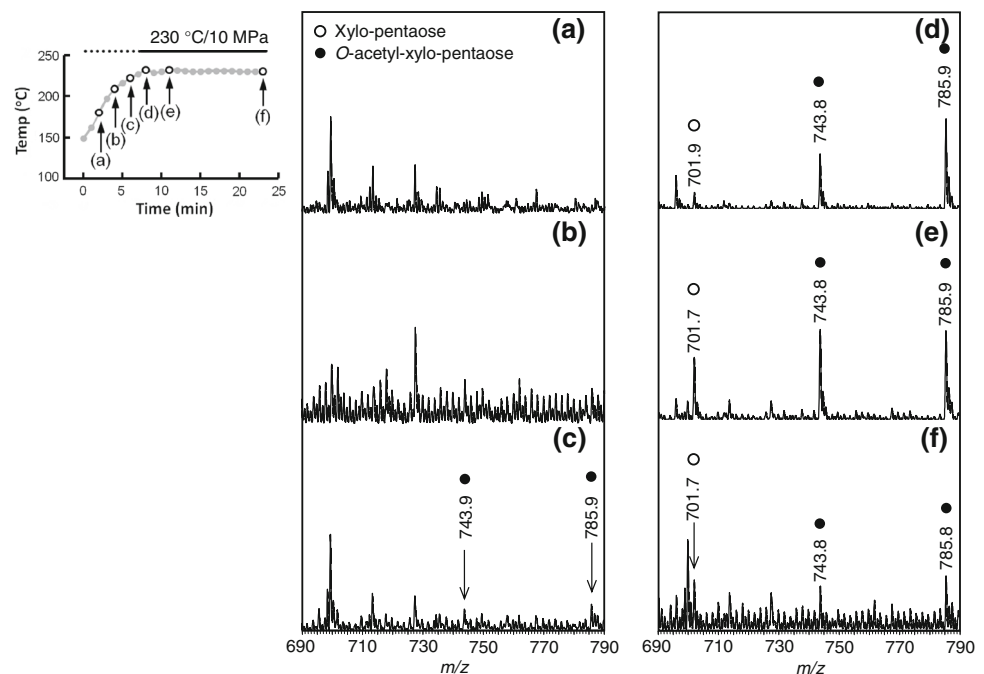 230 °C/10 MPa
Temp (°C)
250
200
150
100
(a)
(b)
(c)
(d)
(e)
(f)
0 5 10 15 20 25
Time (min)
Xylo-pentaose
O-acetyl-xylo-pentaose
(a)
(b)
(c)
743.9
785.9
690 710 730 750 770 790
m/z
(d)
701.9
743.8
785.9
(e)
701.7
743.8
785.9
(f)
701.7
743.8
785.8
690 710 730 750 770 790
m/z